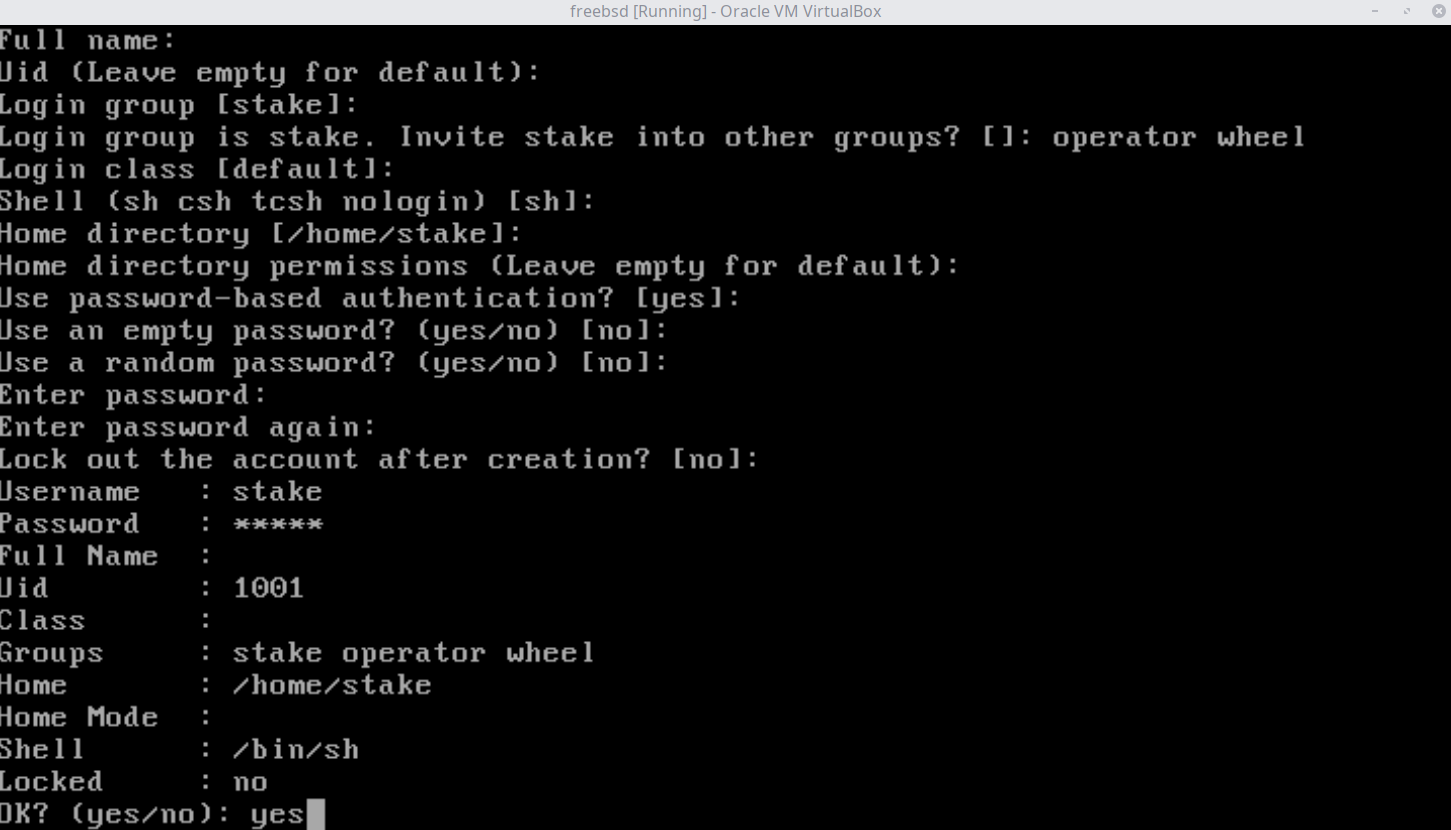 freebsd [Running] - Oracle VM VirtualBox
Full name:
Uid (Leave empty for default):
Login group [stake]:
Login group is stake. Invite stake into other groups? []: operator wheel
Login class [default]:
Shell (sh csh tcsh nologin) [sh]:
Home directory [/home/stake]:
Home directory permissions (Leave empty for default):
Use password-based authentication? [yes]:
Use an empty password? (yes/no) [no]:
Use a random password? (yes/no) [no]:
Enter password:
Enter password again:
Lock out the account after creation? [no]:
Username   : stake
Password   : *****
Full Name  :
Uid        : 1001
Class      :
Groups     : stake operator wheel
Home       : /home/stake
Home Mode  :
Shell      : /bin/sh
Locked     : no
OK? (yes/no): yes